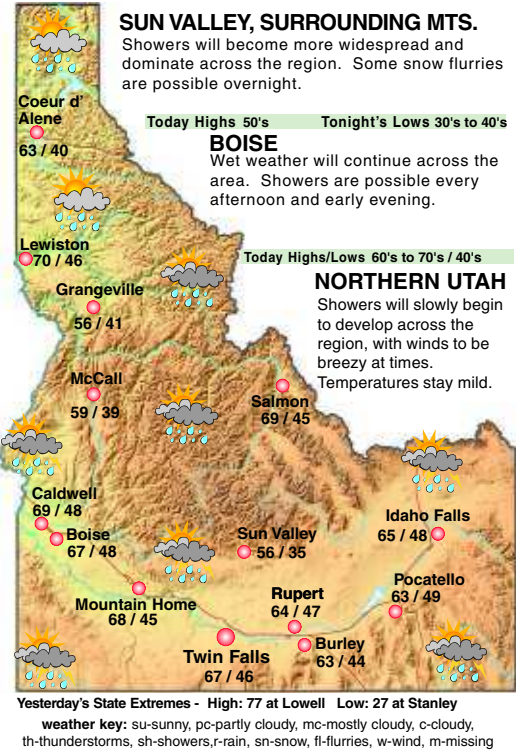 SUN VALLEY, SURROUNDING MTS.
Showers will become more widespread and
dominate across the region.  Some snow flurries
are possible overnight.
Today Highs 50's Tonight's Lows 30's to 40's
BOISE
Wet weather will continue across the
area.  Showers are possible every
afternoon and early evening.
Today Highs/Lows 60's to 70's / 40's
NORTHERN UTAH
Showers will slowly begin
to develop across the
region, with winds to be
breezy at times.
Temperatures stay mild.
Coeur d'
Alene
63 / 40
Lewiston
70 / 46
Grangeville
56 / 41
McCall
59 / 39
Salmon
69 / 45
Caldwell
69 / 48
Boise
67 / 48
Sun Valley
56 / 35
Idaho Falls
65 / 48
Mountain Home
68 / 45
Rupert
64 / 47
Pocatello
63 / 49
Twin Falls
67 / 46
Burley
63 / 44
Yesterday's State Extremes -  High: 77 at Lowell   Low: 27 at Stanley
weather key: su-sunny, pc-partly cloudy, mc-mostly cloudy, c-cloudy,
th-thunderstorms, sh-showers,r-rain, sn-snow, fl-flurries, w-wind, m-missing